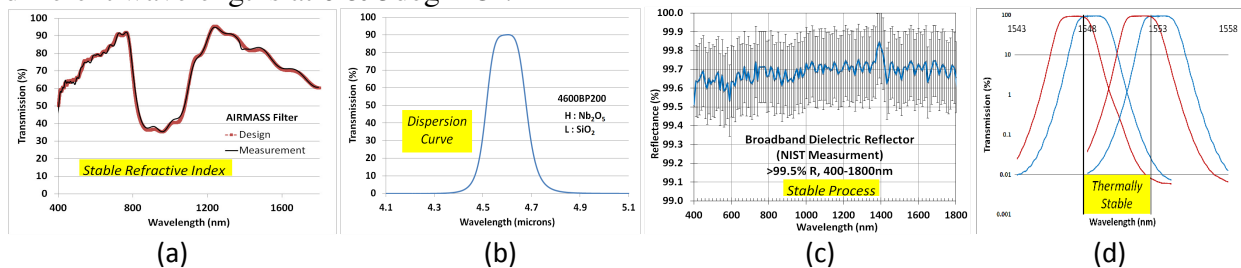 Transmission (%)
100
90
80
70
60
50
40
30
20
10
0
AIRMASS Filter
Design
Measurement
Stable Refractive Index
400
800
1200
1600
Wavelength (nm)
(a)
Transmission (%)
100
90
80
70
60
50
40
30
20
10
0
Dispersion
Curve
4600BP200
H : Nb₂O₅
L : SiO₂
4.1
4.3
4.5
4.7
4.9
5.1
Wavelength (microns)
(b)
Reflectance (%)
100.0
99.9
99.8
99.7
99.6
99.5
99.4
99.3
99.2
99.1
99.0
Broadband Dielectric Reflector
(NIST Measurment)
>99.5% R, 400-1800nm
Stable Process
400
600
800
1000
1200
1400
1600
1800
Wavelength (nm)
(c)
Transmission (%)
100
10
1
0.1
0.01
0.001
1543
1548
1553
1558
Thermally
Stable
Wavelength (nm)
(d)